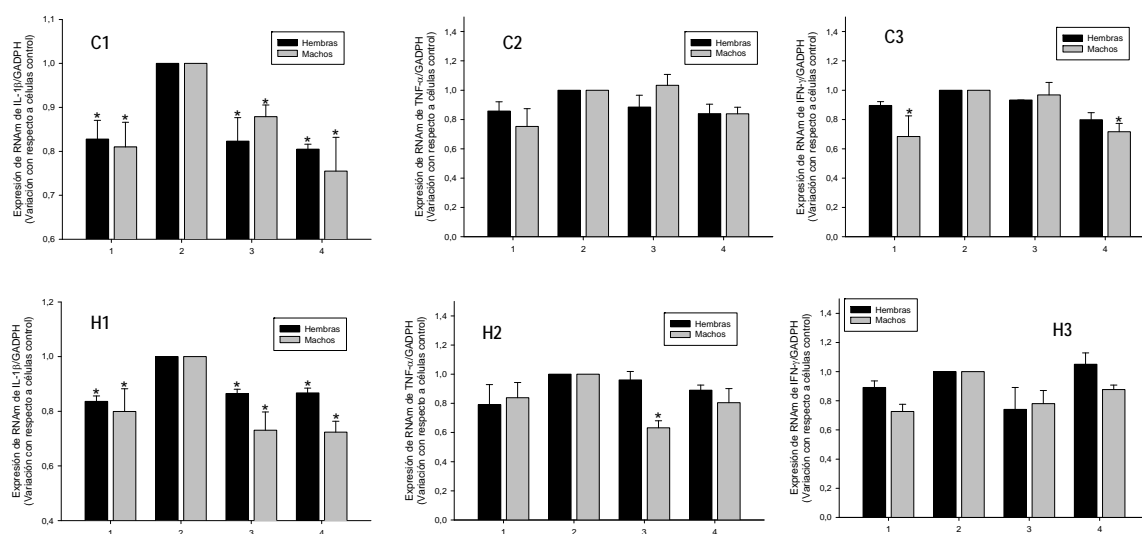 C1
Hembras
Machos
Expresión de RNAm de IL-1β/GADPH
(Variación con respecto a células control)
1,1
1,0
0,9
0,8
0,7
0,6
* * * * * *
1 2 3 4
C2
Hembras
Machos
Expresión de RNAm de TNF-α/GADPH
(Variación con respecto a células control)
1,4
1,2
1,0
0,8
0,6
0,4
0,2
0,0
1 2 3 4
C3
Hembras
Machos
Expresión de RNAm de IFN-γ/GADPH
(Variación con respecto a células control)
1,4
1,2
1,0
0,8
0,6
0,4
0,2
0,0
* *
1 2 3 4
H1
Hembras
Machos
Expresión de RNAm de IL-1β/GADPH
(Variación con respecto a células control)
1,2
1,0
0,8
0,6
0,4
* * * * * *
1 2 3 4
H2
Hembras
Machos
Expresión de RNAm de TNF-α/GADPH
(Variación con respecto a células control)
1,4
1,2
1,0
0,8
0,6
0,4
0,2
0,0
*
1 2 3 4
Hembras
Machos
H3
Expresión de RNAm de IFN-γ/GADPH
(Variación con respecto a células control)
1,4
1,2
1,0
0,8
0,6
0,4
0,2
0,0
1 2 3 4